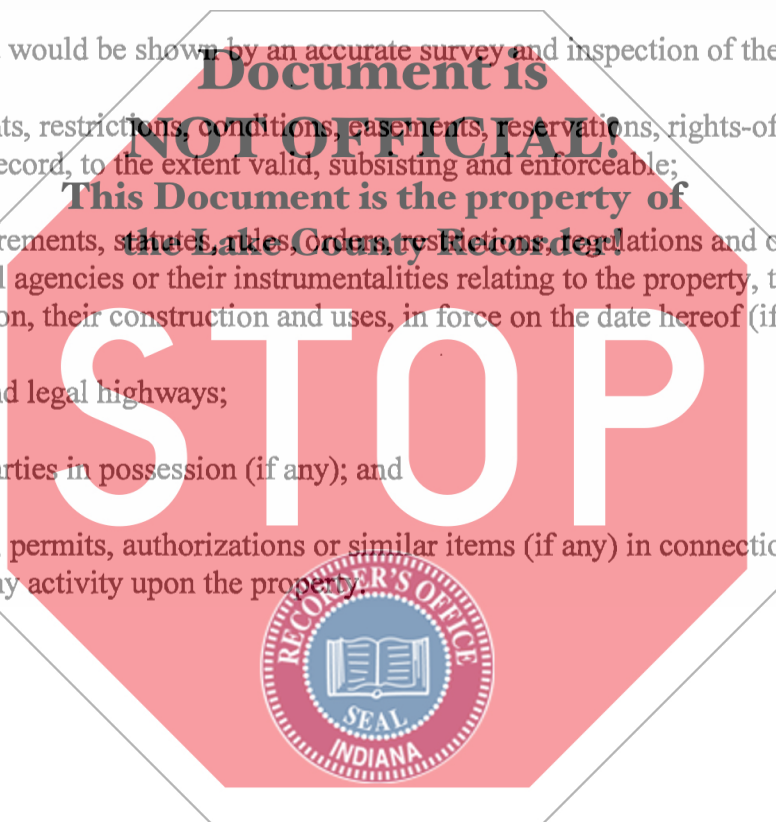 would be shown by an accurate survey and inspection of the
Document is
ts, restrictions, conditions, easements, reservations, rights-of
NOT OFFICIAL!
ecord, to the extent valid, subsisting and enforceable;
This Document is the property of
rements, statutes, rules, orders, restrictions, regulations and
the Lake County Recorder!
agencies or their instrumentalities relating to the property, t
on, their construction and uses, in force on the date hereof (if
STOP
d legal highways;
arties in possession (if any); and
permits, authorizations or similar items (if any) in connectio
y activity upon the property.
RECORDER'S OFFICE
SEAL
INDIANA